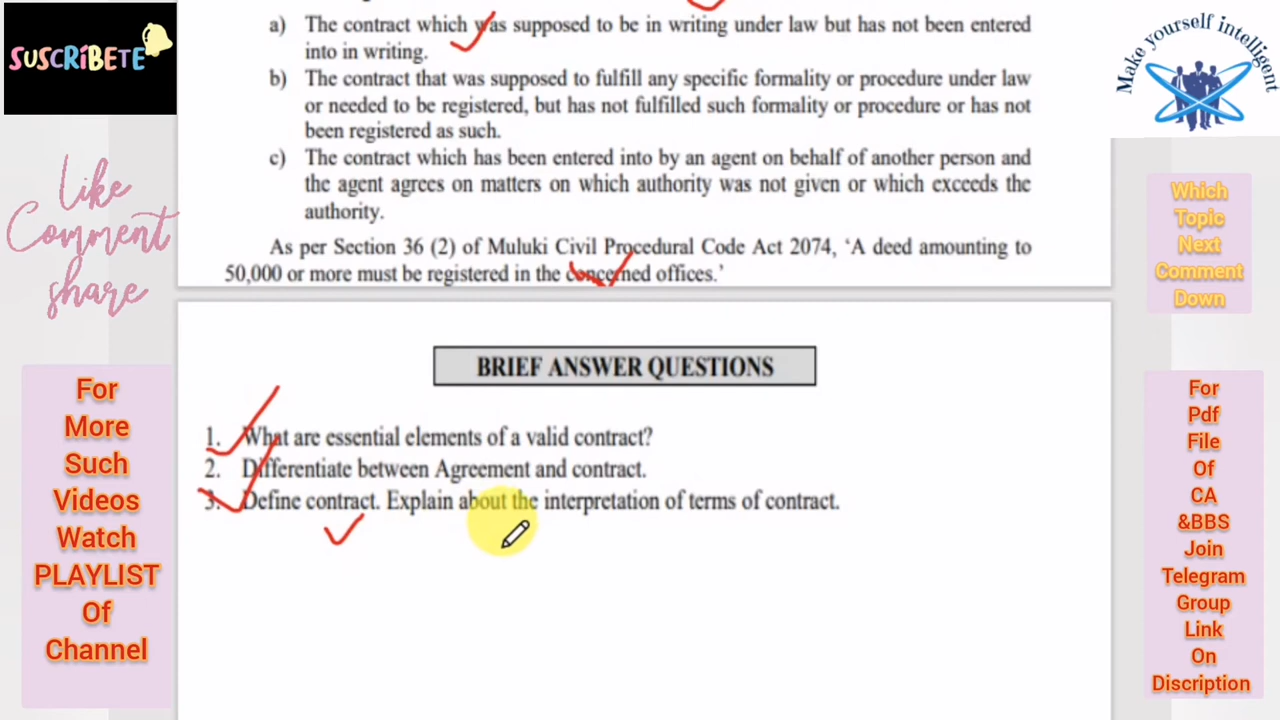 SUSCRÍBETE
a) The contract which was supposed to be in writing under law but has not been entered
into in writing.
b) The contract that was supposed to fulfill any specific formality or procedure under law
or needed to be registered, but has not fulfilled such formality or procedure or has not
been registered as such.
c) The contract which has been entered into by an agent on behalf of another person and
the agent agrees on matters on which authority was not given or which exceeds the
authority.
As per Section 36 (2) of Muluki Civil Procedural Code Act 2074, ‘A deed amounting to
50,000 or more must be registered in the concerned offices.’
BRIEF ANSWER QUESTIONS
1. What are essential elements of a valid contract?
2. Differentiate between Agreement and contract.
3. Define contract. Explain about the interpretation of terms of contract.
like
Comment
share
For
More
Such
Videos
Watch
PLAYLIST
Of
Channel
Make yourself intelligent
Which
Topic
Next
Comment
Down
For
Pdf
File
Of
CA
&BBS
Join
Telegram
Group
Link
On
Discription